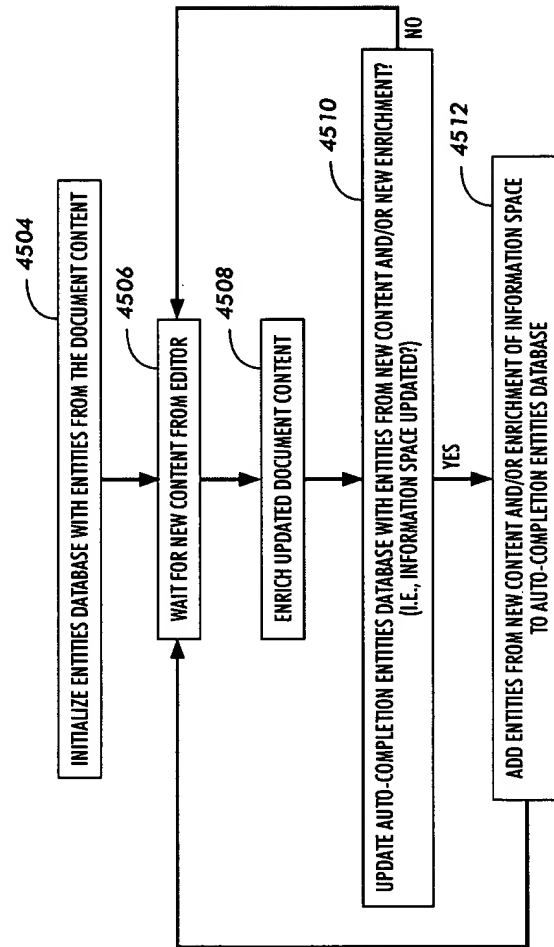 4504
INITIALIZE ENTITIES DATABASE WITH ENTITIES FROM THE DOCUMENT CONTENT
4506
WAIT FOR NEW CONTENT FROM EDITOR
4508
ENRICH UPDATED DOCUMENT CONTENT
4510
UPDATE AUTO-COMPLETION ENTITIES DATABASE WITH ENTITIES FROM NEW CONTENT AND/OR NEW ENRICHMENT?
(I.E., INFORMATION SPACE UPDATED?)
NO
YES
4512
ADD ENTITIES FROM NEW CONTENT AND/OR ENRICHMENT OF INFORMATION SPACE
TO AUTO-COMPLETION ENTITIES DATABASE